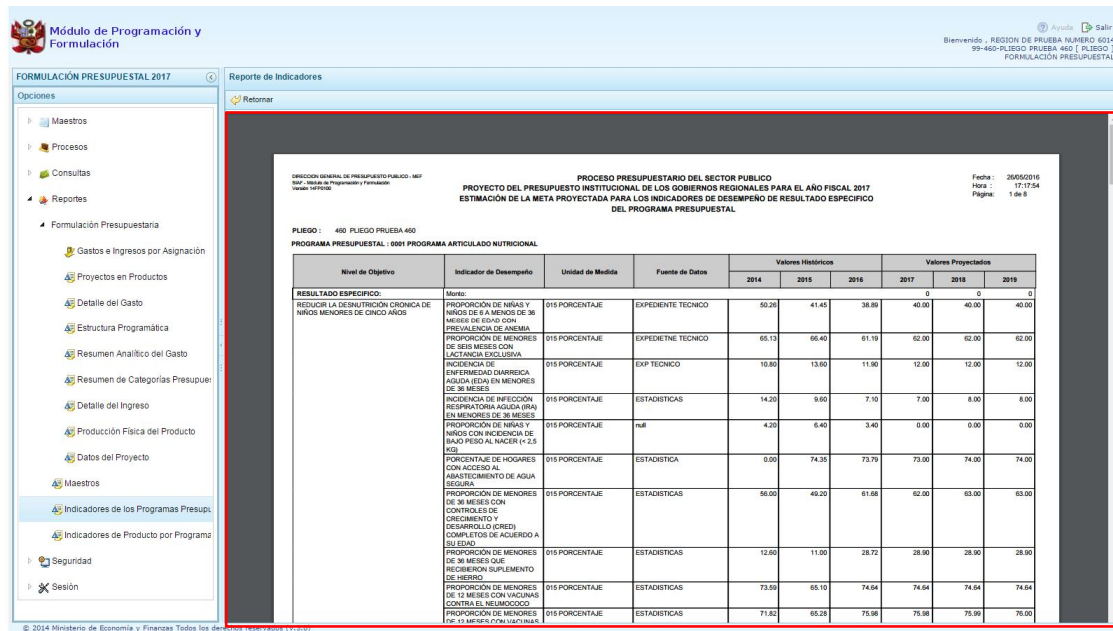 Módulo de Programación y
Formulación
Ayuda Salir
Bienvenido , REGION DE PRUEBA NUMERO 6014
99-460-PLIEGO PRUEBA 460 [ PLIEGO ]
FORMULACIÓN PRESUPUESTAL
FORMULACIÓN PRESUPUESTAL 2017
Reporte de Indicadores
Opciones
Retornar
Maestros
Procesos
Consultas
Reportes
Formulación Presupuestaria
Gastos e Ingresos por Asignación
Proyectos en Productos
Detalle del Gasto
Estructura Programática
Resumen Analítico del Gasto
Resumen de Categorías Presupue
Detalle del Ingreso
Producción Física del Producto
Datos del Proyecto
Maestros
Indicadores de los Programas Presupu
Indicadores de Producto por Programa
Seguridad
Sesión
DIRECCION GENERAL DE PRESUPUESTO PUBLICO - MEF
SIAF - Módulo de Programación y Formulación
Versión 14FP0100
PROCESO PRESUPUESTARIO DEL SECTOR PUBLICO
PROYECTO DEL PRESUPUESTO INSTITUCIONAL DE LOS GOBIERNOS REGIONALES PARA EL AÑO FISCAL 2017
ESTIMACIÓN DE LA META PROYECTADA PARA LOS INDICADORES DE DESEMPEÑO DE RESULTADO ESPECIFICO
DEL PROGRAMA PRESUPUESTAL
Fecha : 26/05/2016
Hora : 17:17:54
Página: 1 de 8
PLIEGO : 460 PLIEGO PRUEBA 460
PROGRAMA PRESUPUESTAL : 0001 PROGRAMA ARTICULADO NUTRICIONAL
Nivel de Objetivo Indicador de Desempeño Unidad de Medida Fuente de Datos Valores Históricos Valores Proyectados
2014 2015 2016 2017 2018 2019
RESULTADO ESPECIFICO: Monto: 0 0 0
REDUCIR LA DESNUTRICIÓN CRONICA DE
NIÑOS MENORES DE CINCO AÑOS
PROPORCIÓN DE NIÑAS Y 015 PORCENTAJE EXPEDIENTE TECNICO 50.26 41.45 38.89 40.00 40.00 40.00
NIÑOS DE 6 A MENOS DE 36
MESES DE EDAD CON
PREVALENCIA DE ANEMIA
PROPORCIÓN DE MENORES 015 PORCENTAJE EXPEDIETNE TECNICO 65.13 66.40 61.19 62.00 62.00 62.00
DE SEIS MESES CON
LACTANCIA EXCLUSIVA
INCIDENCIA DE 015 PORCENTAJE EXP TECNICO 10.80 13.60 11.90 12.00 12.00 12.00
ENFERMEDAD DIARREICA
AGUDA (EDA) EN MENORES
DE 36 MESES
INCIDENCIA DE INFECCIÓN 015 PORCENTAJE ESTADISTICAS 14.20 9.60 7.10 7.00 8.00 8.00
RESPIRATORIA AGUDA (IRA)
EN MENORES DE 36 MESES
PROPORCIÓN DE NIÑAS Y 015 PORCENTAJE null 4.20 6.40 3.40 0.00 0.00 0.00
NIÑOS CON INCIDENCIA DE
BAJO PESO AL NACER (< 2,5
KG)
PORCENTAJE DE HOGARES 015 PORCENTAJE ESTADISTICA 0.00 74.35 73.79 73.00 74.00 74.00
CON ACCESO AL
ABASTECIMIENTO DE AGUA
SEGURA
PROPORCIÓN DE MENORES 015 PORCENTAJE ESTADISTICAS 56.00 49.20 61.68 62.00 63.00 63.00
DE 36 MESES CON
CONTROLES DE
CRECIMIENTO Y
DESARROLLO (CRED)
COMPLETOS DE ACUERDO A
SU EDAD
PROPORCIÓN DE MENORES 015 PORCENTAJE ESTADISTICAS 12.60 11.00 28.72 28.90 28.90 28.90
DE 36 MESES QUE
RECIBIERON SUPLEMENTO
DE HIERRO
PROPORCIÓN DE MENORES 015 PORCENTAJE ESTADISTICAS 73.59 65.10 74.64 74.64 74.64 74.64
DE 12 MESES CON VACUNAS
CONTRA EL NEUMOCOCO
PROPORCIÓN DE MENORES 015 PORCENTAJE ESTADISTICAS 71.82 65.28 75.98 75.98 75.99 76.00
DE 12 MESES CON VACUNAS
© 2014 Ministerio de Economía y Finanzas Todos los derechos reservados (V.3.0)